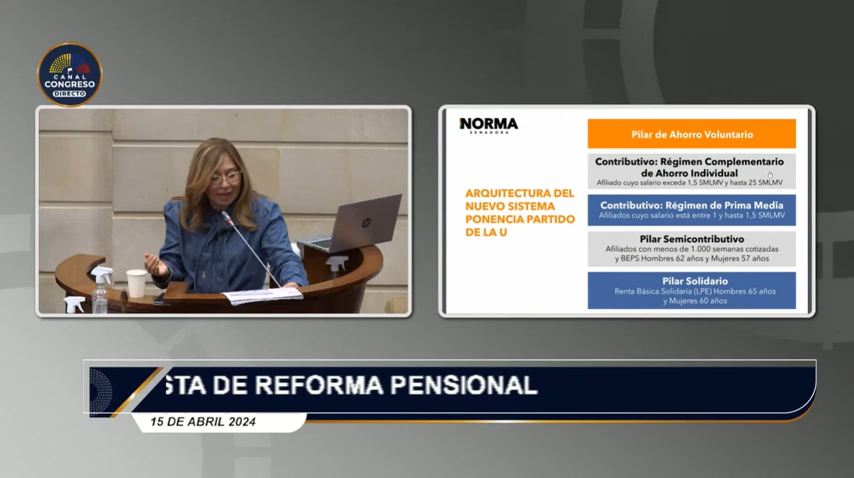 CANAL
CONGRESO
DIRECTO
hp
NORMA
SENADORA
ARQUITECTURA DEL
NUEVO SISTEMA
PONENCIA PARTIDO
DE LA U
Pilar de Ahorro Voluntario
Contributivo: Régimen Complementario
de Ahorro Individual
Afiliado cuyo salario exceda 1,5 SMLMV y hasta 25 SMLMV
Contributivo: Régimen de Prima Media
Afiliados cuyo salario está entre 1 y hasta 1,5 SMLMV
Pilar Semicontributivo
Afiliados con menos de 1.000 semanas cotizadas
y BEPS Hombres 62 años y Mujeres 57 años
Pilar Solidario
Renta Básica Solidaria (LPE) Hombres 65 años
y Mujeres 60 años
STA DE REFORMA PENSIONAL
15 DE ABRIL 2024